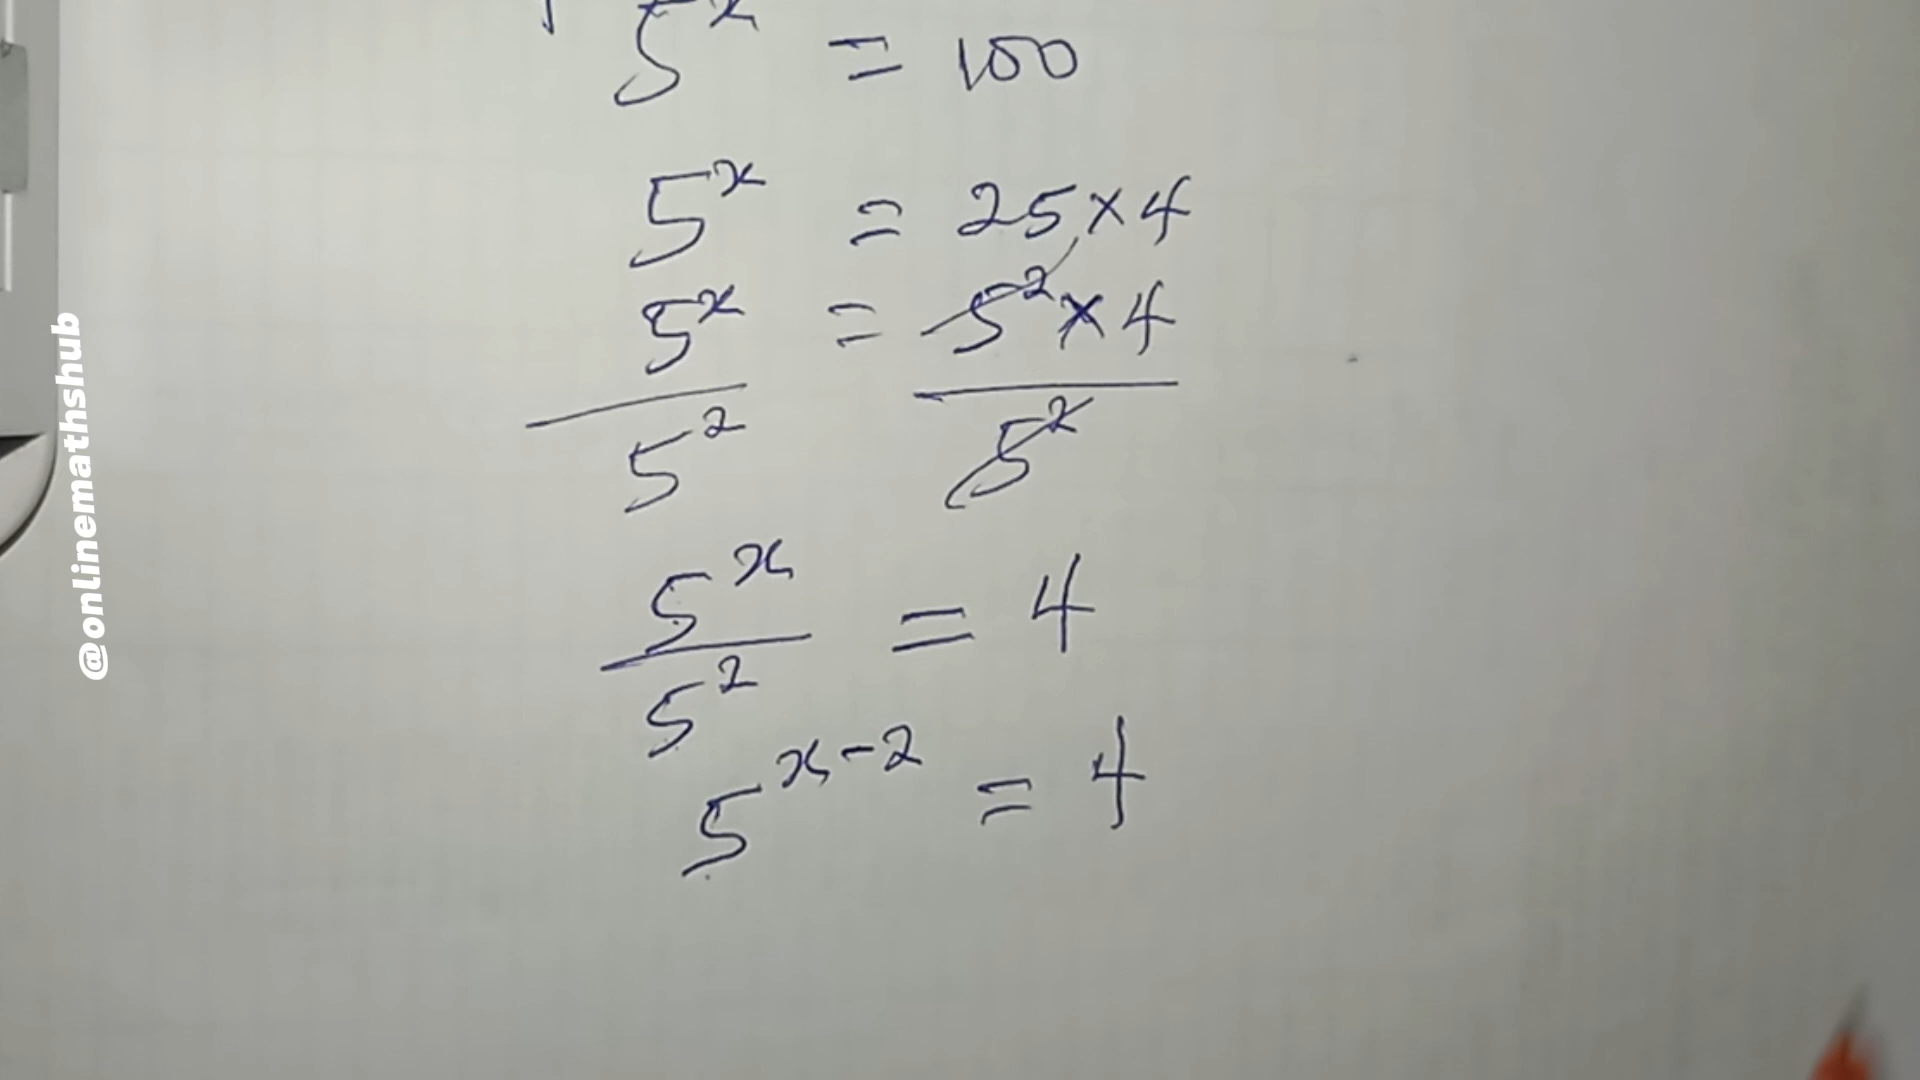 5^x = 100
5^x = 25 × 4
5^x / 5^2 = 5^2 × 4 / 5^2
5^x / 5^2 = 4
5^(x-2) = 4
@onlinemathshub